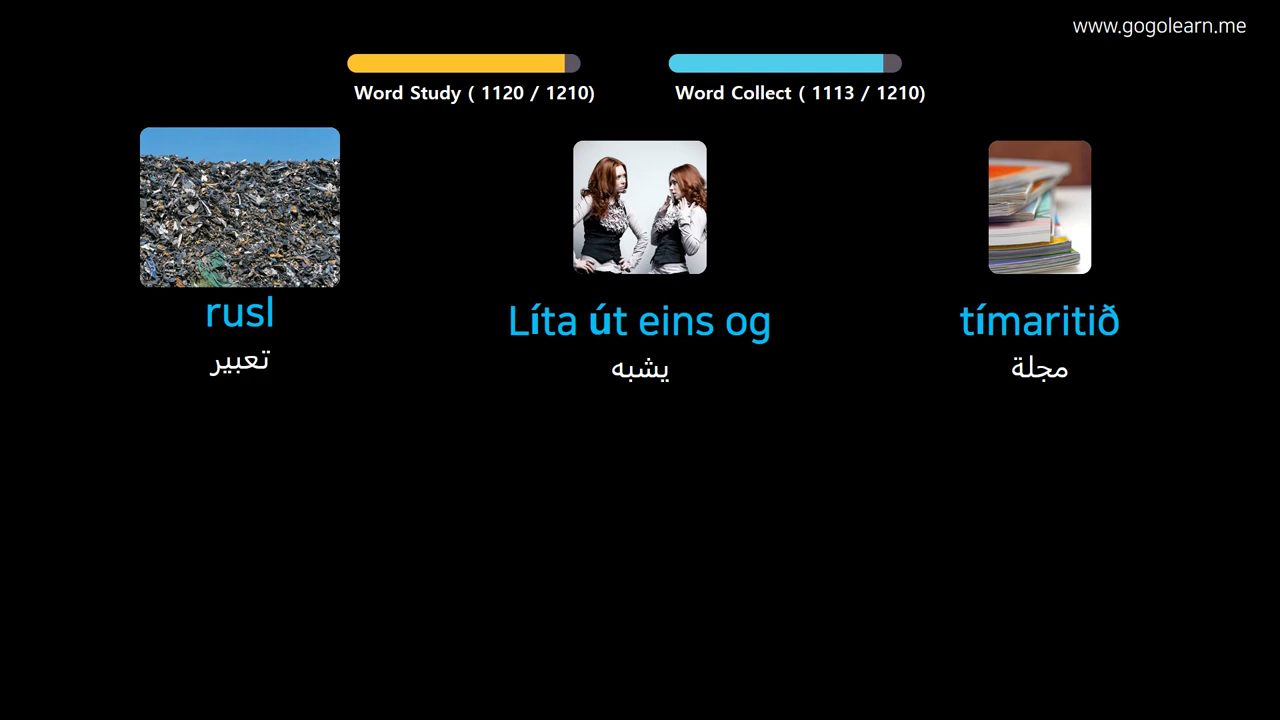 www.gogolearn.me
Word Study ( 1120 / 1210)
Word Collect ( 1113 / 1210)
rusl
تعبير
Líta út eins og
يشبه
tímaritið
مجلة